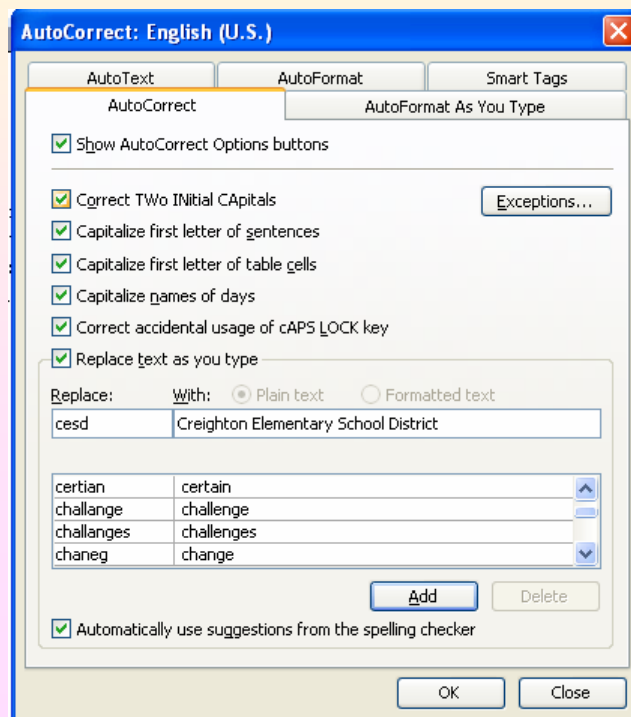 AutoCorrect: English (U.S.)
AutoText AutoFormat Smart Tags
AutoCorrect AutoFormat As You Type
Show AutoCorrect Options buttons
Correct TWo INitial CApitals Exceptions...
Capitalize first letter of sentences
Capitalize first letter of table cells
Capitalize names of days
Correct accidental usage of cAPS LOCK key
Replace text as you type
Replace: With: Plain text Formatted text
cesd Creighton Elementary School District
certian certain
challange challenge
challanges challenges
chaneg change
Add Delete
Automatically use suggestions from the spelling checker
OK Close